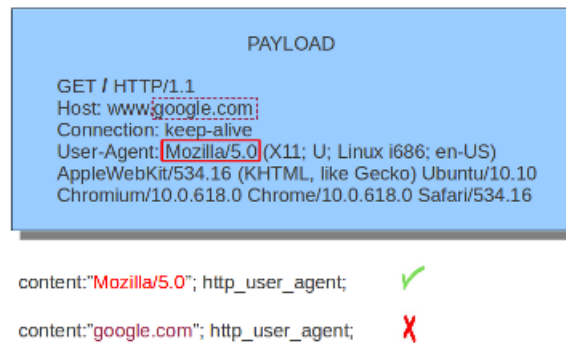 PAYLOAD
GET / HTTP/1.1
Host: www.google.com
Connection: keep-alive
User-Agent: Mozilla/5.0 (X11; U; Linux i686; en-US)
AppleWebKit/534.16 (KHTML, like Gecko) Ubuntu/10.10
Chromium/10.0.618.0 Chrome/10.0.618.0 Safari/534.16
content:"Mozilla/5.0"; http_user_agent;
content:"google.com"; http_user_agent;